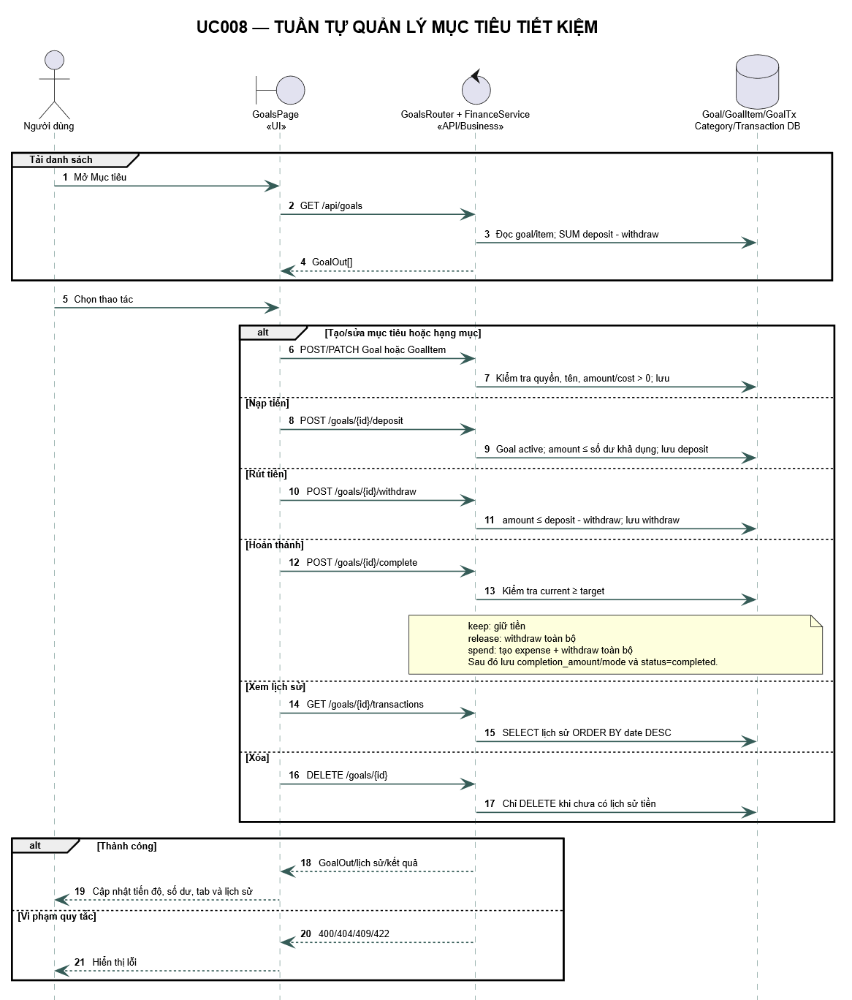 UC008 — TUẦN TỰ QUẢN LÝ MỤC TIÊU TIẾT KIỆM
Người dùng
GoalsPage
«UI»
GoalsRouter + FinanceService
«API/Business»
Goal/GoalItem/GoalTx
Category/Transaction DB
Tải danh sách
1 Mở Mục tiêu
2 GET /api/goals
3 Đọc goal/item; SUM deposit - withdraw
4 GoalOut[]
5 Chọn thao tác
alt [Tạo/sửa mục tiêu hoặc hạng mục]
6 POST/PATCH Goal hoặc GoalItem
7 Kiểm tra quyền, tên, amount/cost > 0; lưu
[Nạp tiền]
8 POST /goals/{id}/deposit
9 Goal active; amount ≤ số dư khả dụng; lưu deposit
[Rút tiền]
10 POST /goals/{id}/withdraw
11 amount ≤ deposit - withdraw; lưu withdraw
[Hoàn thành]
12 POST /goals/{id}/complete
13 Kiểm tra current ≥ target
keep: giữ tiền
release: withdraw toàn bộ
spend: tạo expense + withdraw toàn bộ
Sau đó lưu completion_amount/mode và status=completed.
[Xem lịch sử]
14 GET /goals/{id}/transactions
15 SELECT lịch sử ORDER BY date DESC
[Xóa]
16 DELETE /goals/{id}
17 Chỉ DELETE khi chưa có lịch sử tiền
alt [Thành công]
18 GoalOut/lịch sử/kết quả
19 Cập nhật tiến độ, số dư, tab và lịch sử
[Vi phạm quy tắc]
20 400/404/409/422
21 Hiển thị lỗi